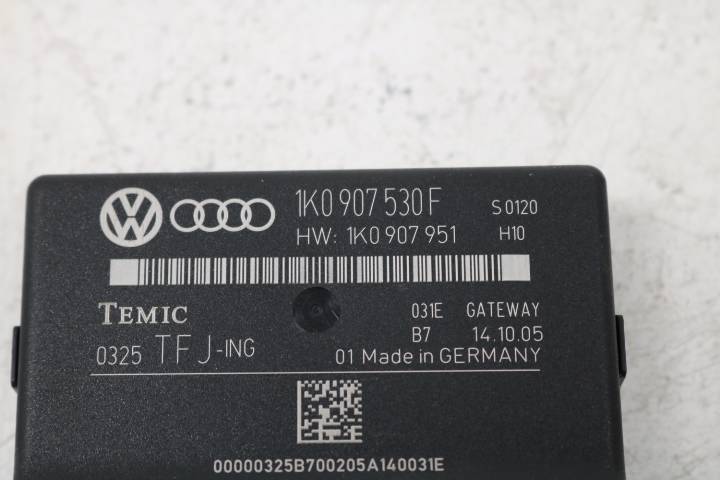 1K0 907 530 F S 0120
HW: 1K0 907 951 H10
TEMIC 031E GATEWAY
B7 14.10.05
0325 TFJ-ING 01 Made in GERMANY
00000325B700205A140031E